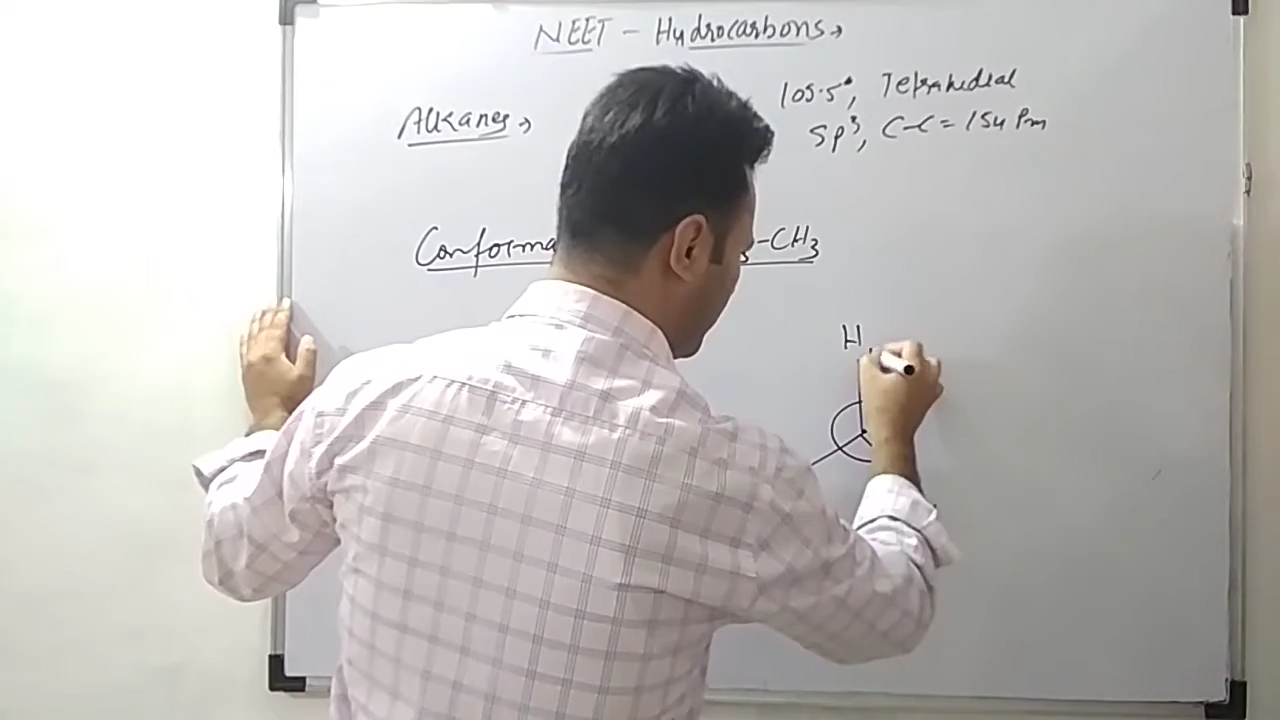 NEET - Hydrocarbons →
105.5°, Tetrahedral
Alkanes →
sp³, C-C = 154 Pm
Conforma -CH₃
H